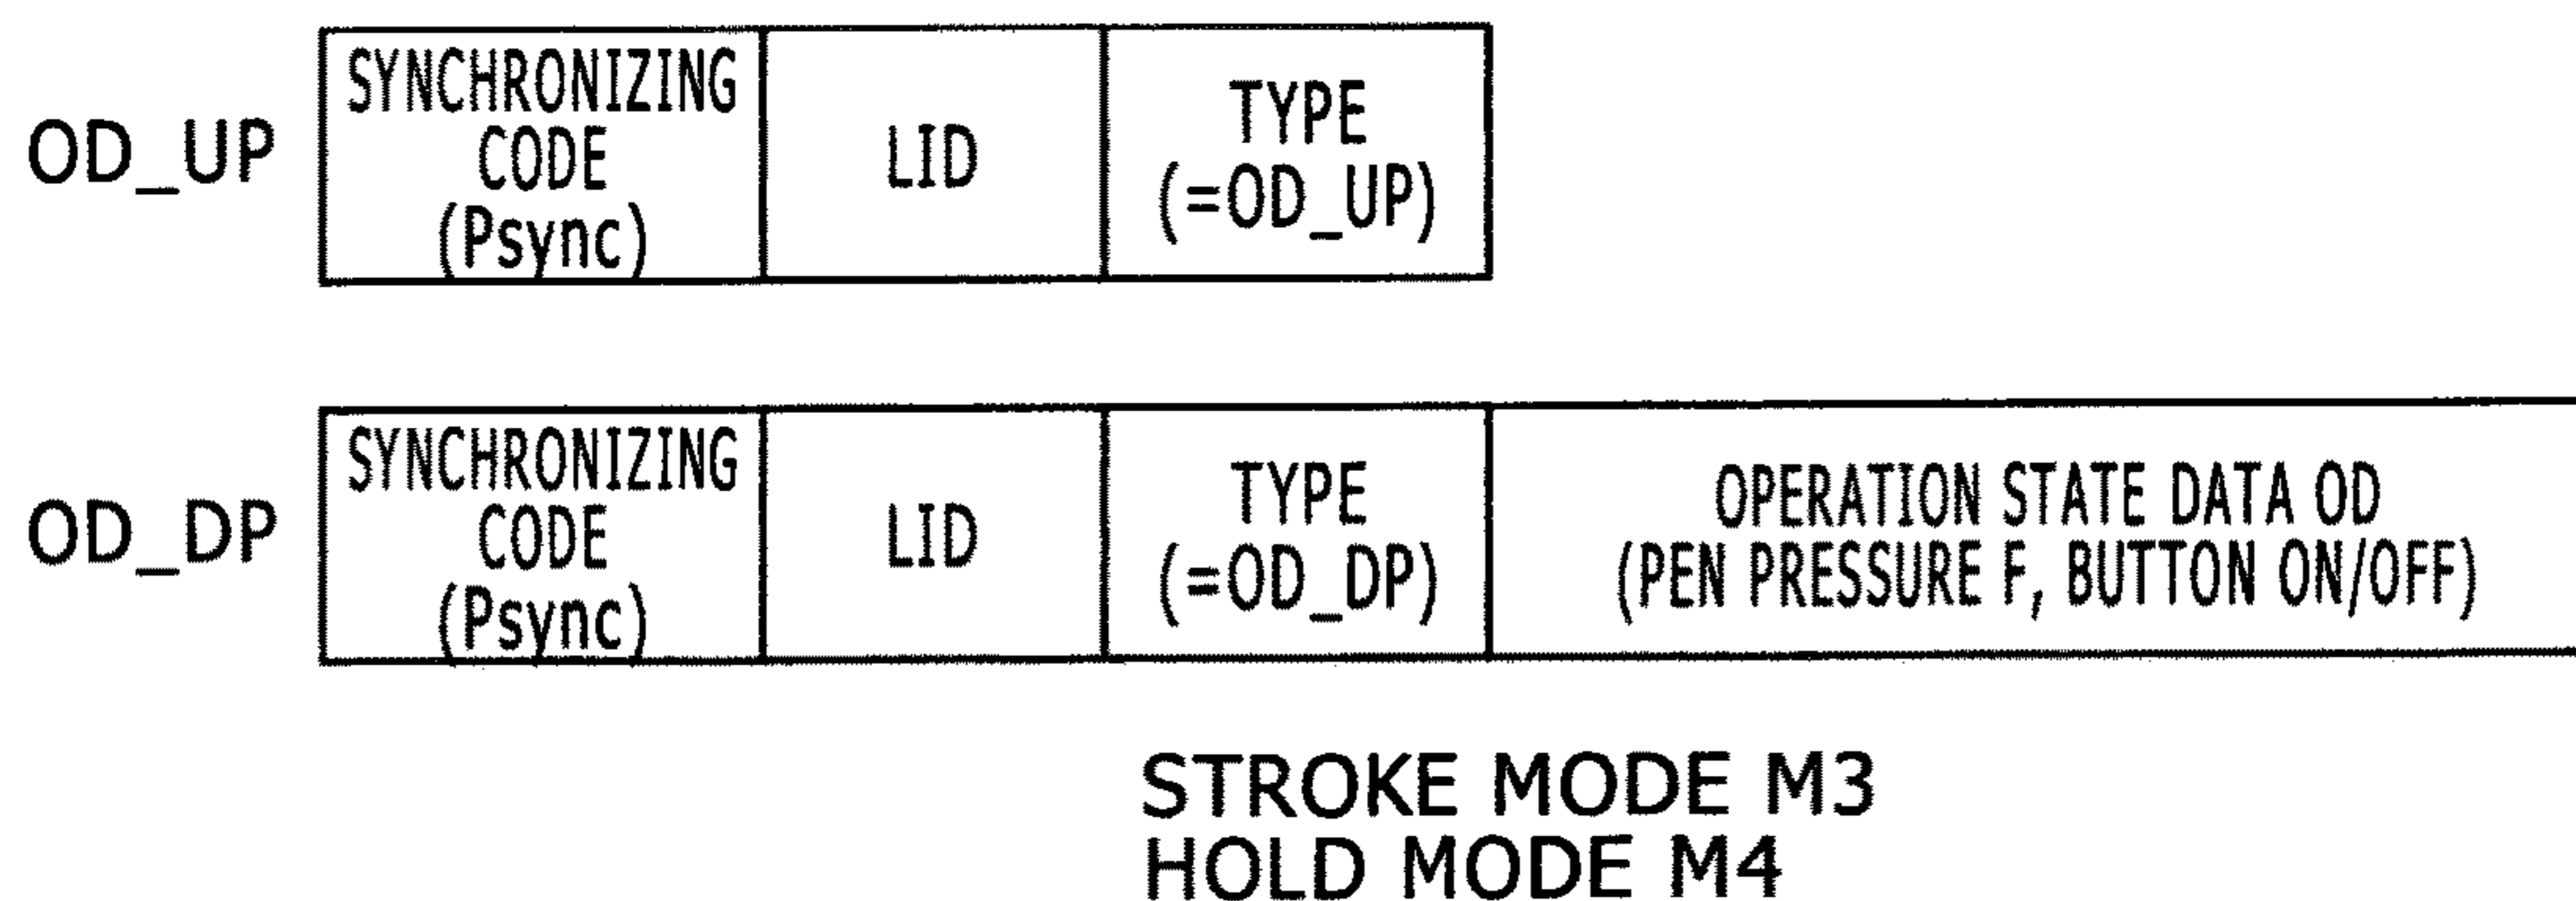 OD_UP
SYNCHRONIZING
CODE
(Psync)
LID
TYPE
(=OD_UP)
OD_DP
SYNCHRONIZING
CODE
(Psync)
LID
TYPE
(=OD_DP)
OPERATION STATE DATA OD
(PEN PRESSURE F, BUTTON ON/OFF)
STROKE MODE M3
HOLD MODE M4